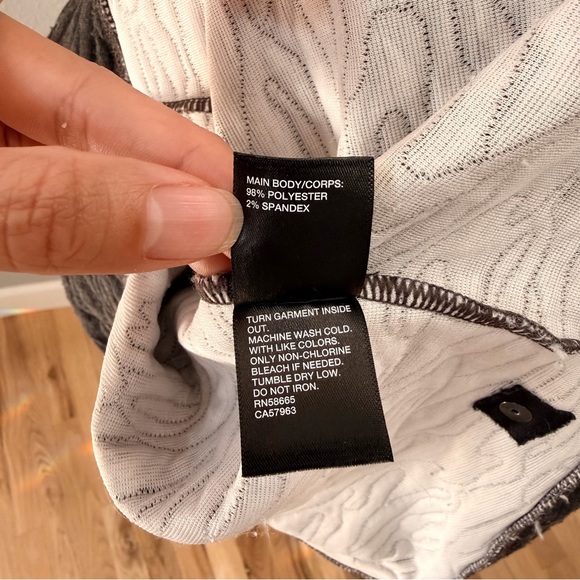 MAIN BODY/CORPS:
98% POLYESTER
2% SPANDEX
TURN GARMENT INSIDE
OUT.
MACHINE WASH COLD.
WITH LIKE COLORS.
ONLY NON-CHLORINE
BLEACH IF NEEDED.
TUMBLE DRY LOW.
DO NOT IRON.
RN58665
CA57963